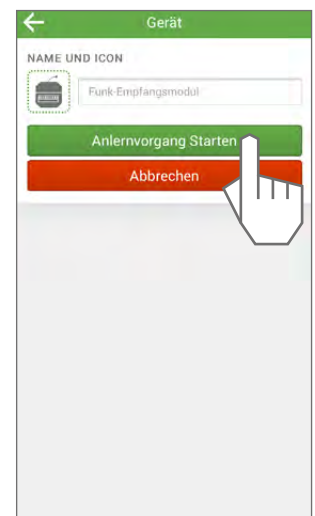 Gerät
NAME UND ICON
Funk-Empfangsmodul
Anlernvorgang Starten
Abbrechen